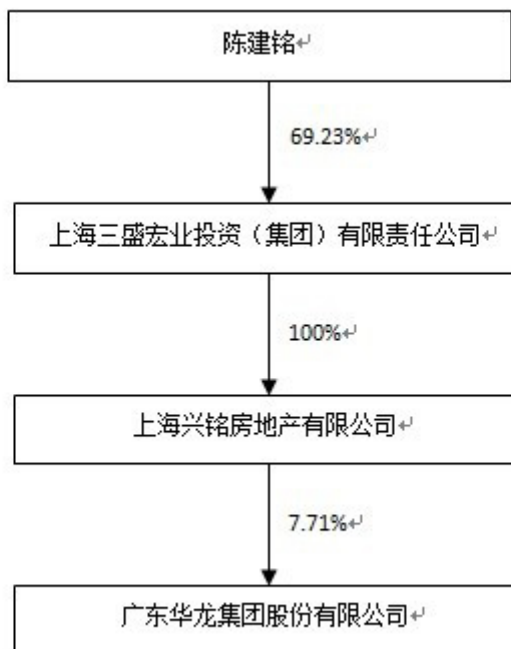 陈建铭↵
69.23%↵
上海三盛宏业投资（集团）有限责任公司↵
100%↵
上海兴铭房地产有限公司↵
7.71%↵
广东华龙集团股份有限公司↵